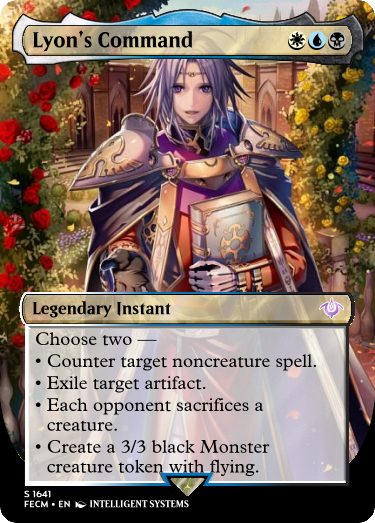 Lyon's Command
Legendary Instant
Choose two —
• Counter target noncreature spell.
• Exile target artifact.
• Each opponent sacrifices a
creature.
• Create a 3/3 black Monster
creature token with flying.
S 1641
FECM • EN INTELLIGENT SYSTEMS